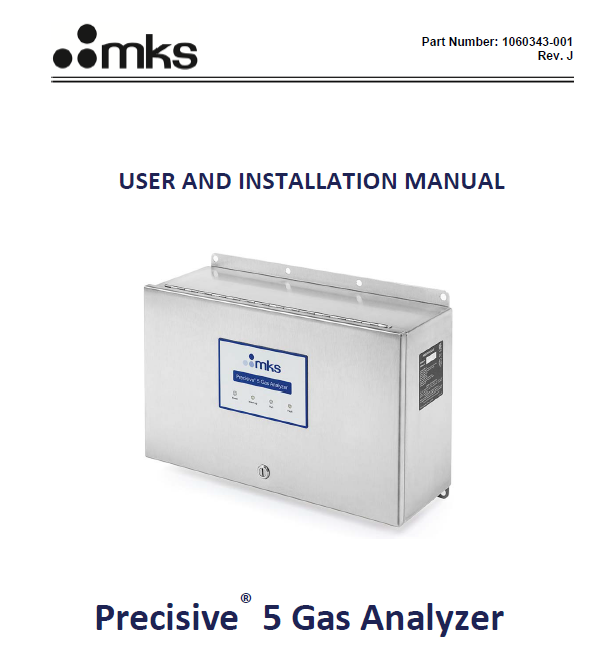 mks
Part Number: 1060343-001
Rev. J
USER AND INSTALLATION MANUAL
mks
Precisive® 5 Gas Analyzer
Precisive® 5 Gas Analyzer